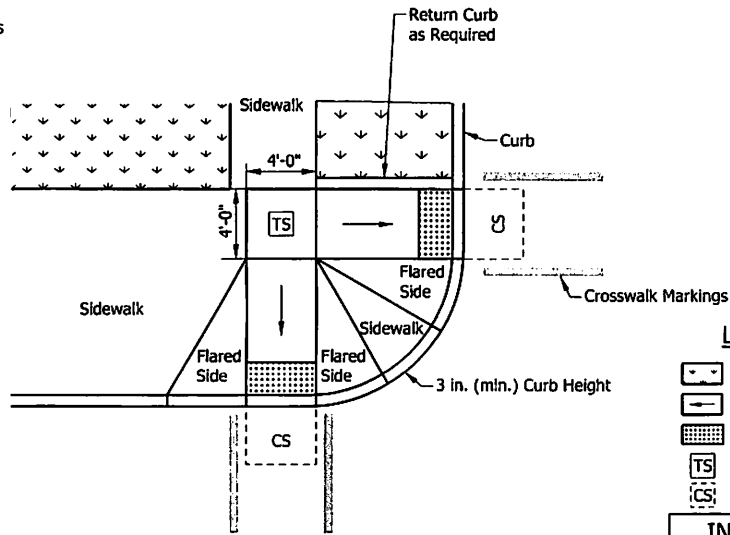 s
Return Curb
as Required
Sidewalk
Curb
4'-0"
4'-0"
TS
CS
Flared
Side
Crosswalk Markings
Sidewalk
Sidewalk
Flared
Side
Flared
Side
3 in. (min.) Curb Height
CS
L
TS
CS
IN